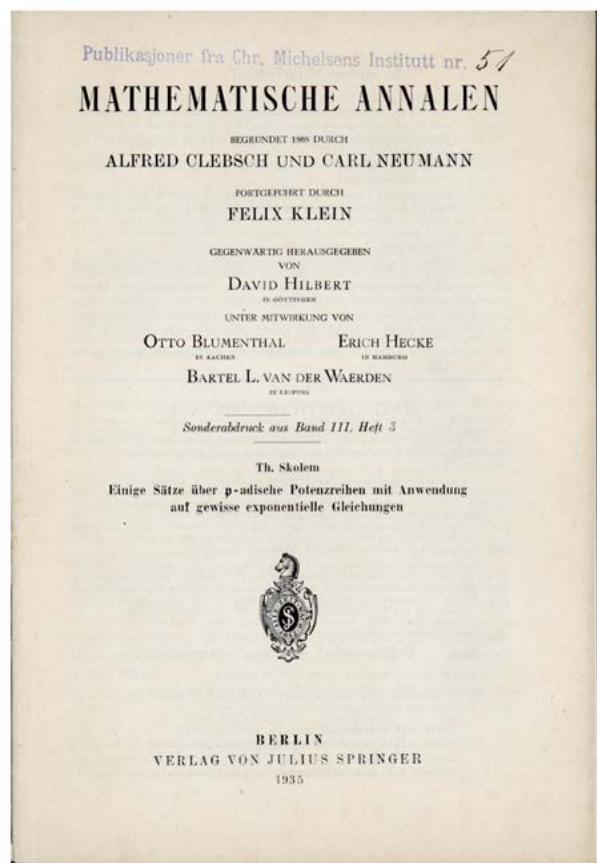 Publikasjoner fra Chr. Michelsens Institutt nr. 51
MATHEMATISCHE ANNALEN
BEGRÜNDET 1868 DURCH
ALFRED CLEBSCH UND CARL NEUMANN
FORTGEFÜHRT DURCH
FELIX KLEIN
GEGENWÄRTIG HERAUSGEGEBEN
VON
DAVID HILBERT
IN GÖTTINGEN
UNTER MITWIRKUNG VON
OTTO BLUMENTHAL ERICH HECKE
IN AACHEN IN HAMBURG
BARTEL L. VAN DER WAERDEN
IN LEIPZIG
Sonderabdruck aus Band 111. Heft 3
Th. Skolem
Einige Sätze über 𝔭-adische Potenzreihen mit Anwendung
auf gewisse exponentielle Gleichungen
S
BERLIN
VERLAG VON JULIUS SPRINGER
1935